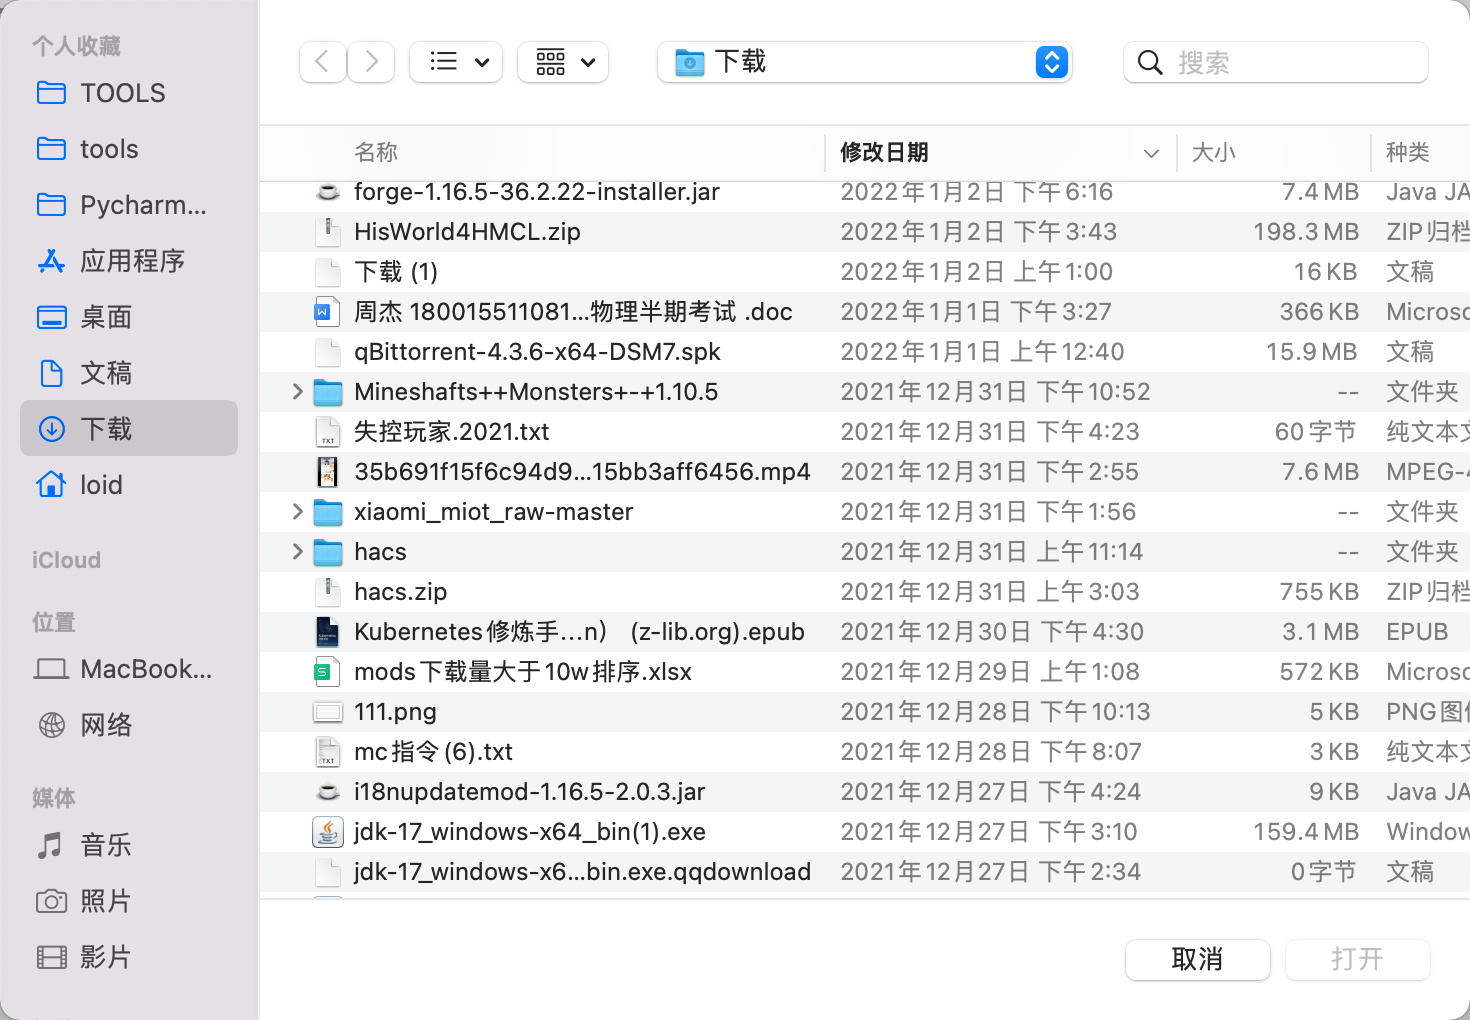 个人收藏
TOOLS
tools
Pycharm...
应用程序
桌面
文稿
下载
loid
iCloud
位置
MacBook...
网络
媒体
音乐
照片
影片
下载
搜索
名称 修改日期 大小 种类
forge-1.16.5-36.2.22-installer.jar 2022年1月2日 下午6:16 7.4 MB Java JA
HisWorld4HMCL.zip 2022年1月2日 下午3:43 198.3 MB ZIP归档
下载 (1) 2022年1月2日 上午1:00 16 KB 文稿
周杰 180015511081...物理半期考试 .doc 2022年1月1日 下午3:27 366 KB Microso
qBittorrent-4.3.6-x64-DSM7.spk 2022年1月1日 上午12:40 15.9 MB 文稿
Mineshafts++Monsters+-+1.10.5 2021年12月31日 下午10:52 -- 文件夹
失控玩家.2021.txt 2021年12月31日 下午4:23 60 字节 纯文本文
35b691f15f6c94d9...15bb3aff6456.mp4 2021年12月31日 下午2:55 7.6 MB MPEG-4
xiaomi_miot_raw-master 2021年12月31日 下午1:56 -- 文件夹
hacs 2021年12月31日 上午11:14 -- 文件夹
hacs.zip 2021年12月31日 上午3:03 755 KB ZIP归档
Kubernetes修炼手...n） (z-lib.org).epub 2021年12月30日 下午4:30 3.1 MB EPUB
mods下载量大于10w排序.xlsx 2021年12月29日 上午1:08 572 KB Microso
111.png 2021年12月28日 下午10:13 5 KB PNG图像
mc指令(6).txt 2021年12月28日 下午8:07 3 KB 纯文本文
i18nupdatemod-1.16.5-2.0.3.jar 2021年12月27日 下午4:24 9 KB Java JA
jdk-17_windows-x64_bin(1).exe 2021年12月27日 下午3:10 159.4 MB Window
jdk-17_windows-x6...bin.exe.qqdownload 2021年12月27日 下午2:34 0 字节 文稿
取消 打开